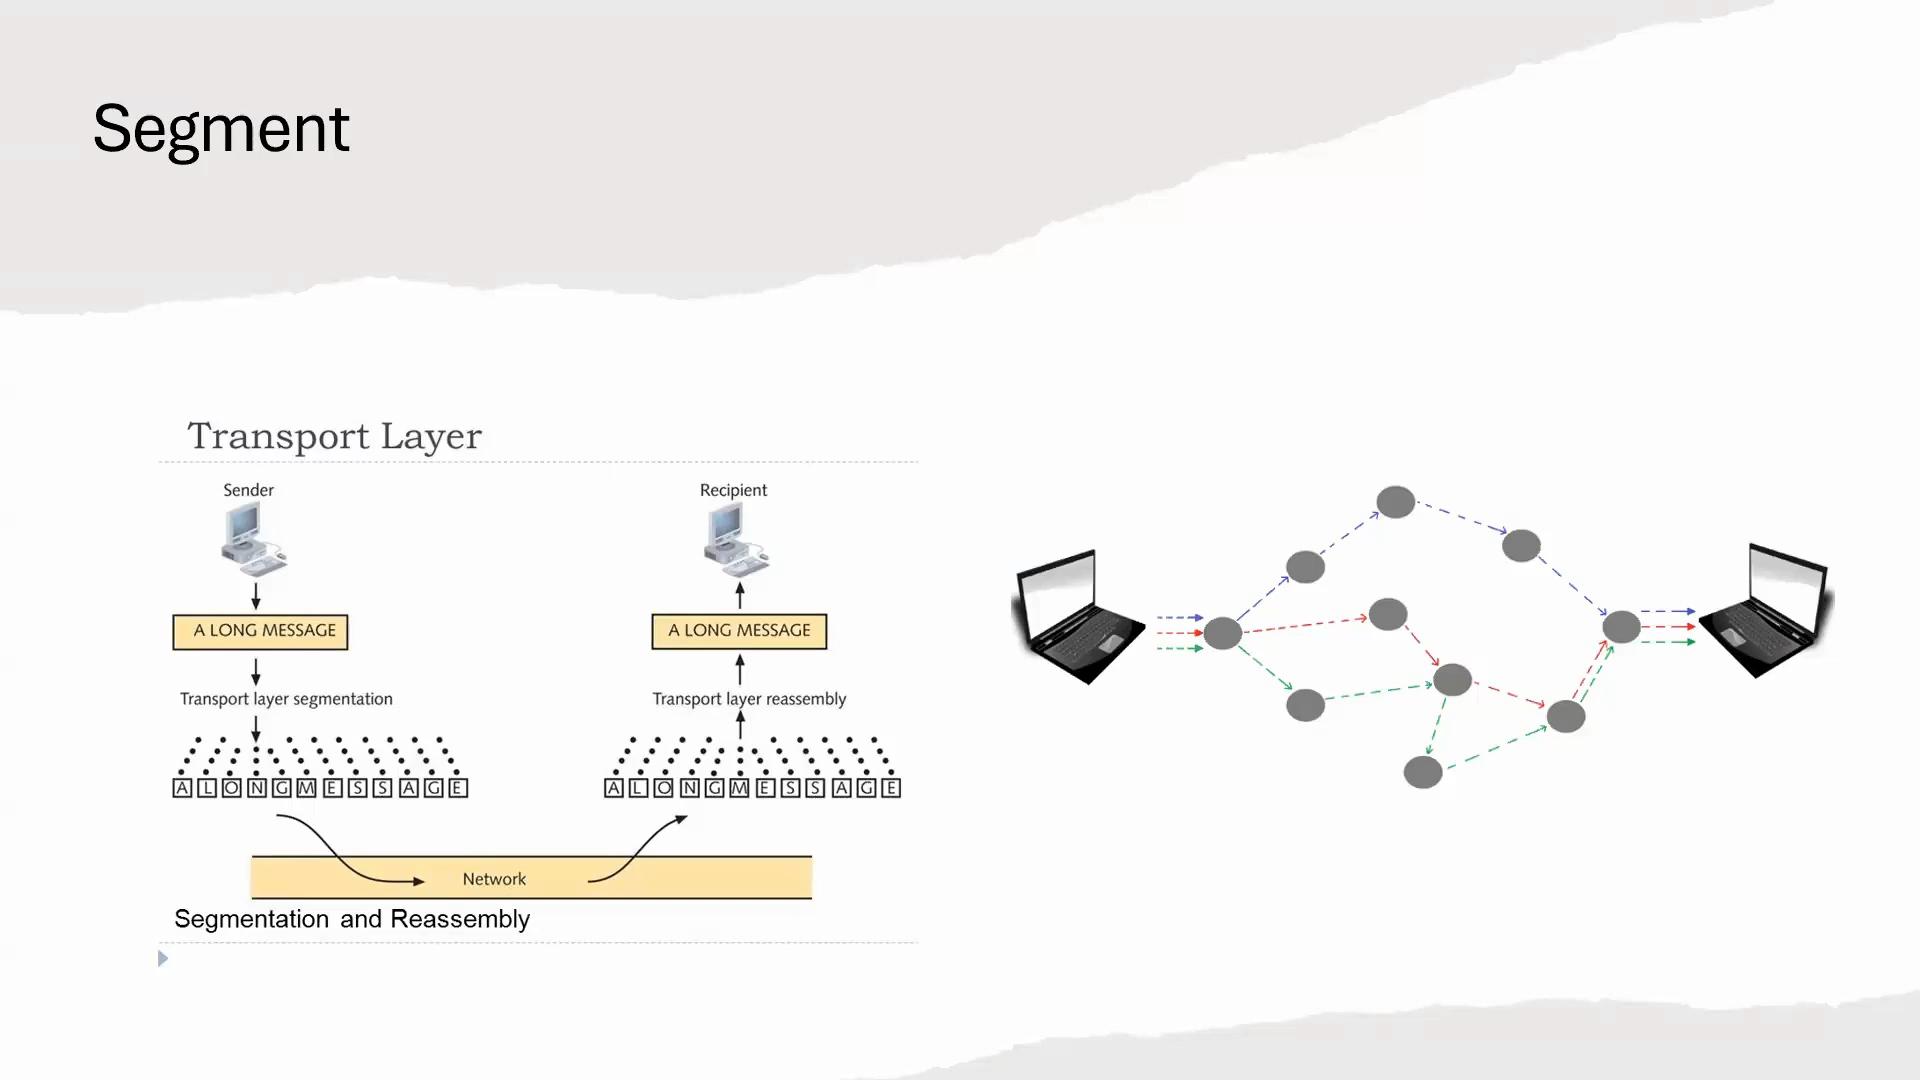 Segment
Transport Layer
Sender
Recipient
A LONG MESSAGE
A LONG MESSAGE
Transport layer segmentation
Transport layer reassembly
A L O N G M E S S A G E
A L O N G M E S S A G E
Network
Segmentation and Reassembly